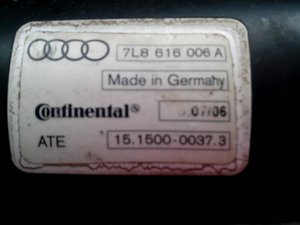 7L8 616 006 A
Made in Germany
Continental® 07/06
ATE 15.1500-0037.3